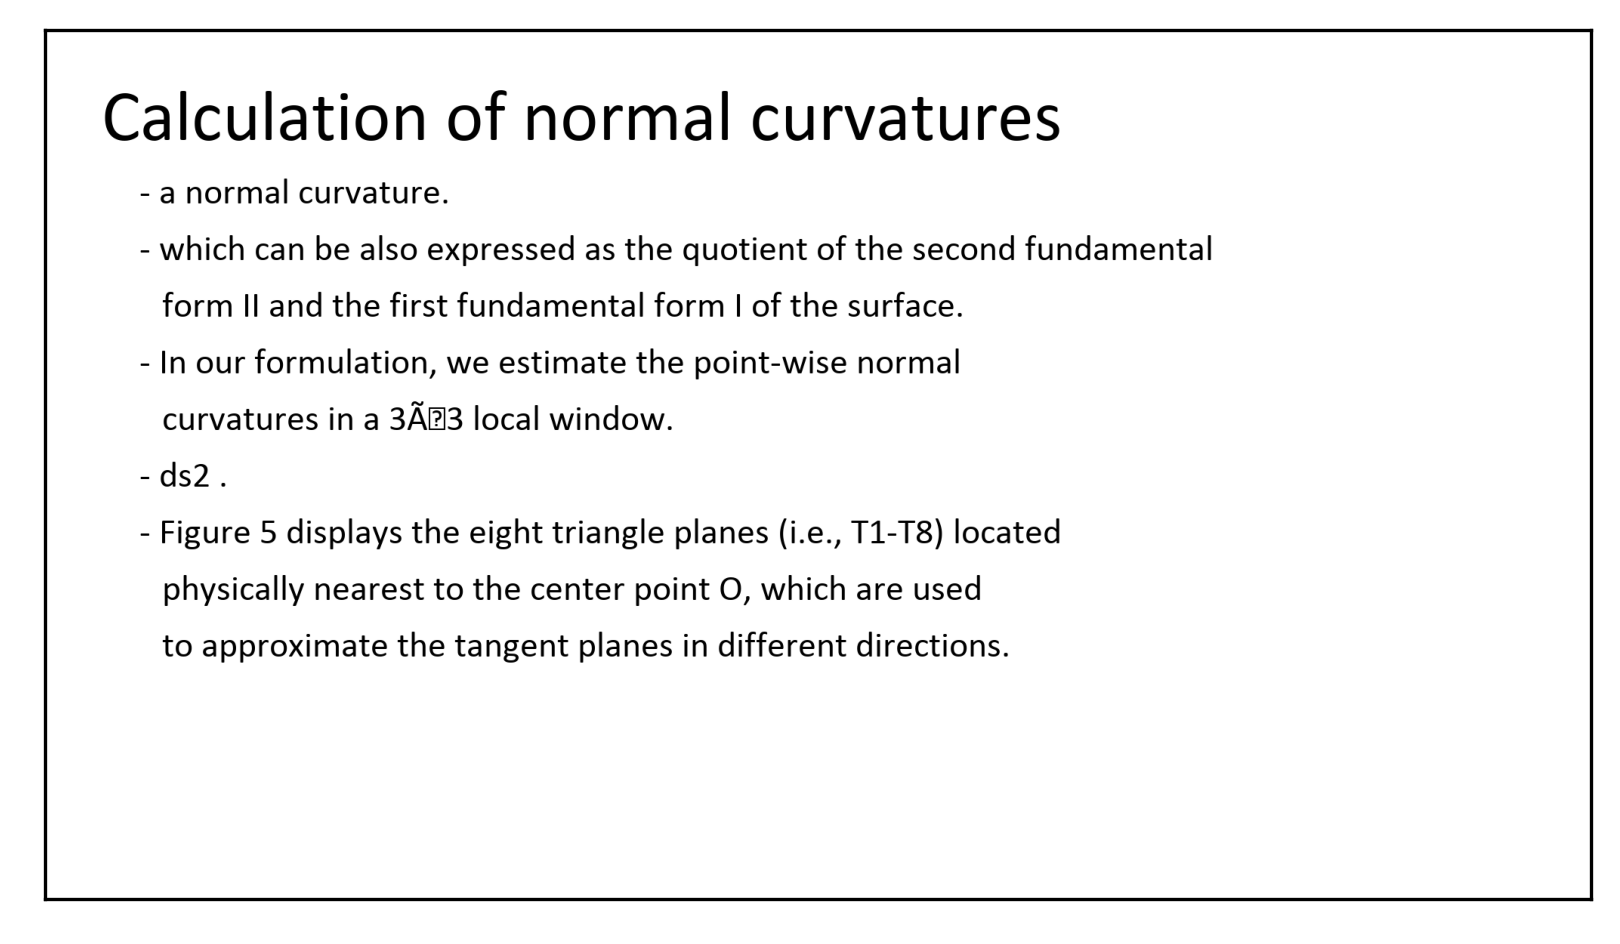 Calculation of normal curvatures
- a normal curvature.
- which can be also expressed as the quotient of the second fundamental
form II and the first fundamental form I of the surface.
- In our formulation, we estimate the point-wise normal
curvatures in a 3Ã�3 local window.
- ds2 .
- Figure 5 displays the eight triangle planes (i.e., T1-T8) located
physically nearest to the center point O, which are used
to approximate the tangent planes in different directions.